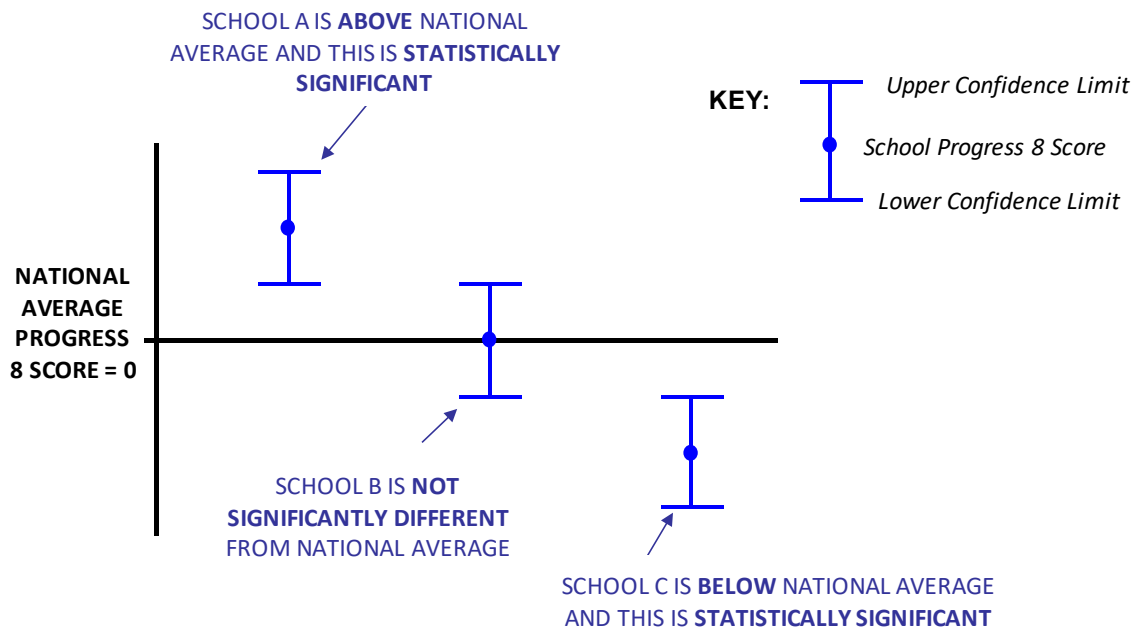 SCHOOL A IS ABOVE NATIONAL
AVERAGE AND THIS IS STATISTICALLY
SIGNIFICANT
KEY:
Upper Confidence Limit
School Progress 8 Score
Lower Confidence Limit
NATIONAL
AVERAGE
PROGRESS
8 SCORE = 0
SCHOOL B IS NOT
SIGNIFICANTLY DIFFERENT
FROM NATIONAL AVERAGE
SCHOOL C IS BELOW NATIONAL AVERAGE
AND THIS IS STATISTICALLY SIGNIFICANT